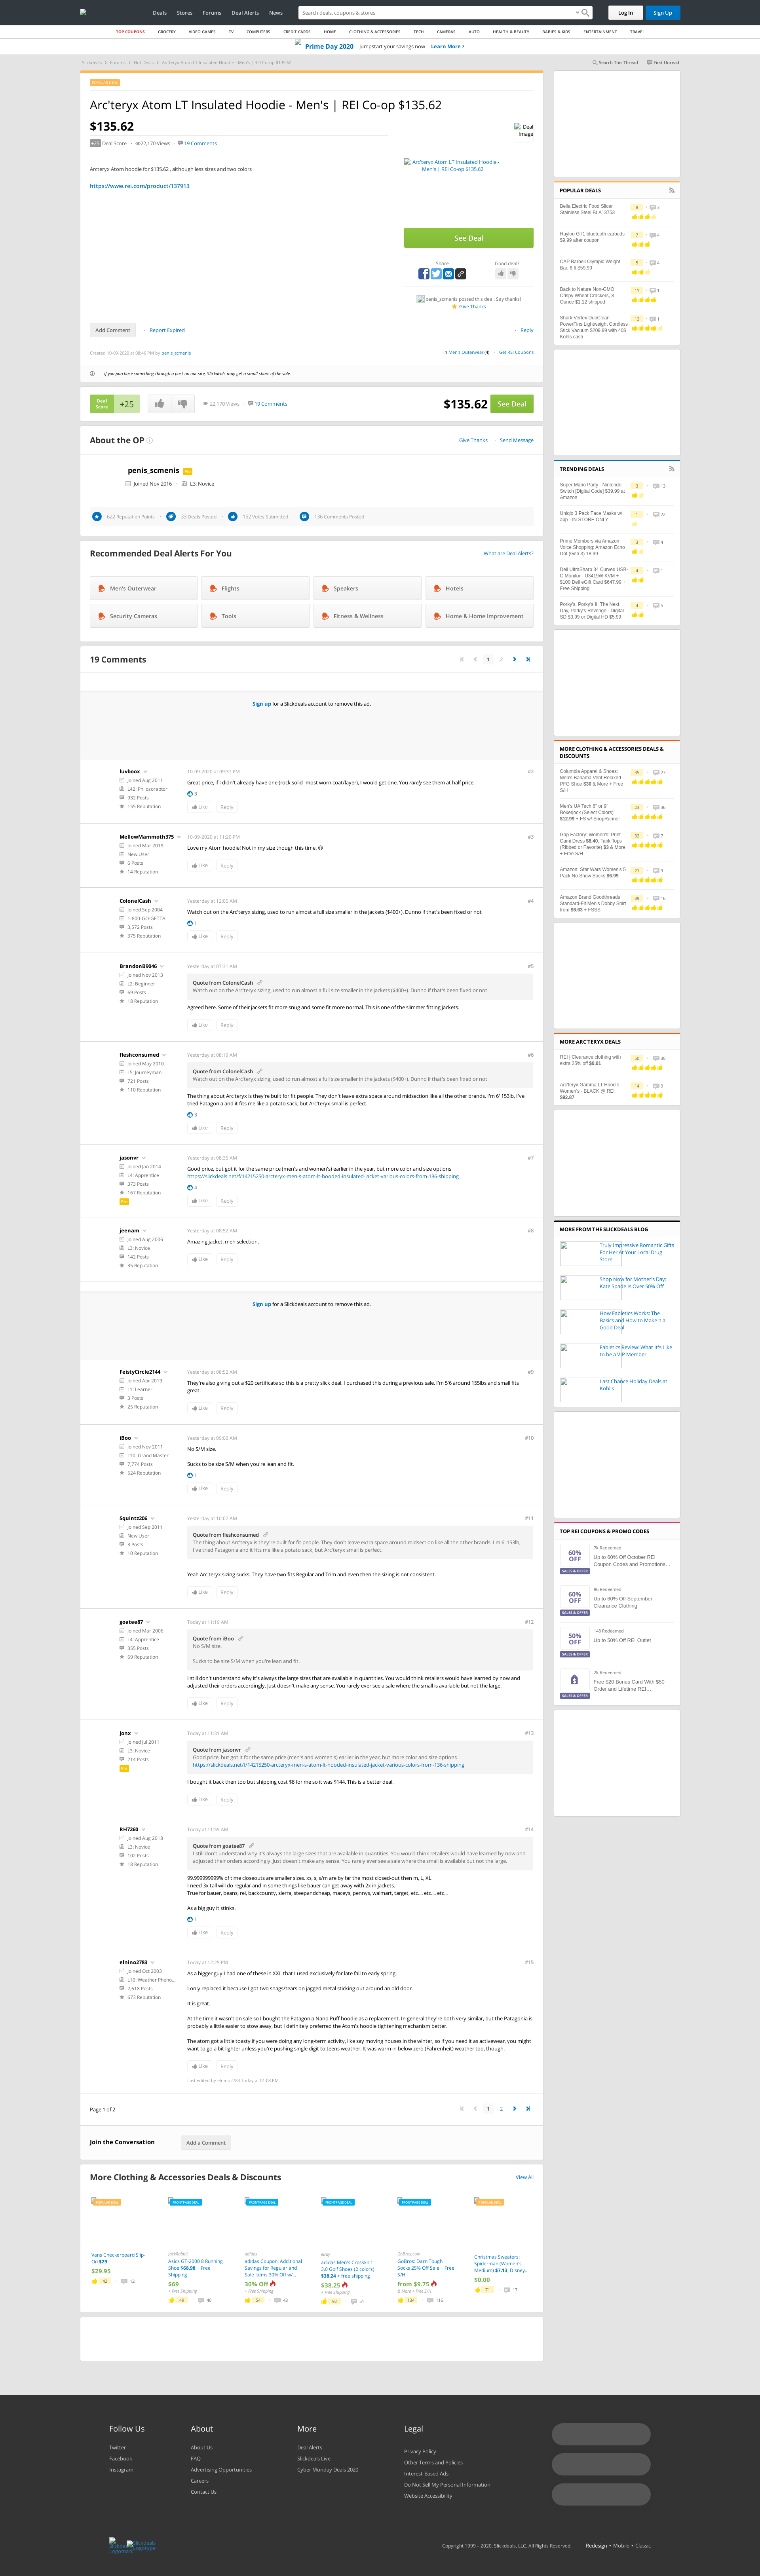 Deals Stores Forums Deal Alerts News
Search deals, coupons & stores
Log In Sign Up
TOP COUPONS GROCERY VIDEO GAMES TV COMPUTERS CREDIT CARDS HOME CLOTHING & ACCESSORIES TECH CAMERAS AUTO HEALTH & BEAUTY BABIES & KIDS ENTERTAINMENT TRAVEL
Prime Day 2020 Jumpstart your savings now Learn More >
Slickdeals > Forums > Hot Deals > Arc'teryx Atom LT Insulated Hoodie - Men's | REI Co-op $135.62
Search This Thread First Unread
POPULAR DEAL
Arc'teryx Atom LT Insulated Hoodie - Men's | REI Co-op $135.62
$135.62
+25 Deal Score 22,170 Views 19 Comments
Deal Image
Arcteryx Atom hoodie for $135.62 , although less sizes and two colors
https://www.rei.com/product/137913
Arc'teryx Atom LT Insulated Hoodie - Men's | REI Co-op $135.62
See Deal
Share Good deal?
penis_scmenis posted this deal. Say thanks!
Give Thanks
Add Comment Report Expired Reply
Created 10-09-2020 at 08:46 PM by penis_scmenis
in Men's Outerwear (4) Get REI Coupons
If you purchase something through a post on our site, Slickdeals may get a small share of the sale.
Deal Score +25 22,170 Views 19 Comments $135.62 See Deal
About the OP Give Thanks Send Message
penis_scmenis Pro
Joined Nov 2016 L3: Novice
622 Reputation Points 33 Deals Posted 152 Votes Submitted 136 Comments Posted
Recommended Deal Alerts For You What are Deal Alerts?
Men's Outerwear Flights Speakers Hotels
Security Cameras Tools Fitness & Wellness Home & Home Improvement
19 Comments 1 2
Sign up for a Slickdeals account to remove this ad.
luvboox 10-09-2020 at 09:31 PM #2
Joined Aug 2011
L42: Philosoraptor
932 Posts
155 Reputation
Great price, if I didn't already have one (rock solid- most worn coat/layer), I would get one. You rarely see them at half price.
3
Like Reply
MellowMammoth375 10-09-2020 at 11:20 PM #3
Joined Mar 2019
New User
6 Posts
14 Reputation
Love my Atom hoodie! Not in my size though this time.
Like Reply
ColonelCash Yesterday at 12:05 AM #4
Joined Sep 2004
1-800-GO-GETTA
3,572 Posts
375 Reputation
Watch out on the Arc'teryx sizing, used to run almost a full size smaller in the jackets ($400+). Dunno if that's been fixed or not
1
Like Reply
BrandonB9046 Yesterday at 07:31 AM #5
Joined Nov 2013
L2: Beginner
69 Posts
18 Reputation
Quote from ColonelCash
Watch out on the Arc'teryx sizing, used to run almost a full size smaller in the jackets ($400+). Dunno if that's been fixed or not
Agreed here. Some of their jackets fit more snug and some fit more normal. This is one of the slimmer fitting jackets.
Like Reply
fleshconsumed Yesterday at 08:19 AM #6
Joined May 2010
L5: Journeyman
721 Posts
110 Reputation
Quote from ColonelCash
Watch out on the Arc'teryx sizing, used to run almost a full size smaller in the jackets ($400+). Dunno if that's been fixed or not
The thing about Arc'teryx is they're built for fit people. They don't leave extra space around midsection like all the other brands. I'm 6' 153lb, I've tried Patagonia and it fits me like a potato sack, but Arc'teryx small is perfect.
3
Like Reply
jasonvr Yesterday at 08:35 AM #7
Joined Jan 2014
L4: Apprentice
373 Posts
167 Reputation
Pro
Good price, but got it for the same price (men's and women's) earlier in the year, but more color and size options
https://slickdeals.net/f/14215250-arcteryx-men-s-atom-lt-hooded-insulated-jacket-various-colors-from-136-shipping
4
Like Reply
jeenam Yesterday at 08:52 AM #8
Joined Aug 2006
L3: Novice
142 Posts
35 Reputation
Amazing jacket. meh selection.
Like Reply
Sign up for a Slickdeals account to remove this ad.
FeistyCircle2144 Yesterday at 08:52 AM #9
Joined Apr 2019
L1: Learner
3 Posts
25 Reputation
They're also giving out a $20 certificate so this is a pretty slick deal. I purchased this during a previous sale. I'm 5'6 around 155lbs and small fits great.
Like Reply
iBoo Yesterday at 09:00 AM #10
Joined Nov 2011
L10: Grand Master
7,774 Posts
524 Reputation
No S/M size.
Sucks to be size S/M when you're lean and fit.
1
Like Reply
Squintz206 Yesterday at 10:07 AM #11
Joined Sep 2011
New User
3 Posts
10 Reputation
Quote from fleshconsumed
The thing about Arc'teryx is they're built for fit people. They don't leave extra space around midsection like all the other brands. I'm 6' 153lb, I've tried Patagonia and it fits me like a potato sack, but Arc'teryx small is perfect.
Yeah Arc'teryx sizing sucks. They have two fits Regular and Trim and even then the sizing is not consistent.
Like Reply
goatee87 Today at 11:19 AM #12
Joined Mar 2006
L4: Apprentice
355 Posts
69 Reputation
Quote from iBoo
No S/M size.
Sucks to be size S/M when you're lean and fit.
I still don't understand why it's always the large sizes that are available in quantities. You would think retailers would have learned by now and adjusted their orders accordingly. Just doesn't make any sense. You rarely ever see a sale where the small is available but not the large.
Like Reply
jonx Today at 11:31 AM #13
Joined Jul 2011
L3: Novice
214 Posts
Pro
Quote from jasonvr
Good price, but got it for the same price (men's and women's) earlier in the year, but more color and size options
https://slickdeals.net/f/14215250-arcteryx-men-s-atom-lt-hooded-insulated-jacket-various-colors-from-136-shipping
I bought it back then too but shipping cost $8 for me so it was $144. This is a better deal.
Like Reply
RH7260 Today at 11:59 AM #14
Joined Aug 2018
L3: Novice
102 Posts
18 Reputation
Quote from goatee87
I still don't understand why it's always the large sizes that are available in quantities. You would think retailers would have learned by now and adjusted their orders accordingly. Just doesn't make any sense. You rarely ever see a sale where the small is available but not the large.
99.999999999% of time closeouts are smaller sizes. xs, s, s/m are by far the most closed-out then m, L, XL
I need 3x tall will do regular and in some things like bauer can get away with 2x in jackets.
True for bauer, beans, rei, backcounty, sierra, steepandcheap, maceys, pennys, walmart, target, etc..., etc..., etc...
As a big guy it stinks.
1
Like Reply
elnino2783 Today at 12:25 PM #15
Joined Oct 2003
L10: Weather Pheno...
2,618 Posts
673 Reputation
As a bigger guy I had one of these in XXL that I used exclusively for late fall to early spring.
I only replaced it because I got two snags/tears on jagged metal sticking out around an old door.
It is great.
At the time it wasn't on sale so I bought the Patagonia Nano Puff hoodie as a replacement. In general they're both very similar, but the Patagonia is probably a little easier to stow away, but I definitely preferred the Atom's hoodie tightening mechanism better.
The atom got a little toasty if you were doing any long-term activity, like say moving houses in the winter, so if you need it as activewear, you might want to go a bit lighter unless you're pushing single digit to teens weather. It was warm in below zero (Fahrenheit) weather too, though.
Like Reply
Last edited by elnino2783 Today at 01:08 PM.
Page 1 of 2 1 2
Join the Conversation Add a Comment
More Clothing & Accessories Deals & Discounts View All
Vans Checkerboard Slip-On $29
$29.95
43 12
FRONTPAGE DEAL
JackRabbit
Asics GT-2000 8 Running Shoe $68.98 + Free Shipping
$69
+ Free Shipping
49 40
FRONTPAGE DEAL
adidas
adidas Coupon: Additional Savings for Regular and Sale Items 30% Off w/...
30% Off
+ Free Shipping
54 43
FRONTPAGE DEAL
eBay
adidas Men's Crossknit 3.0 Golf Shoes (2 colors) $38.24 + free shipping
$38.25
+ Free Shipping
62 51
FRONTPAGE DEAL
GoBros.com
GoBros: Darn Tough Socks 25% Off Sale + Free S/H
from $9.75
& More + Free S/H
134 116
Christmas Sweaters: Spiderman (Women's Medium) $7.13, Disney...
$0.00
71 17
POPULAR DEALS
Bella Electric Food Slicer Stainless Steel BLA13753 8 3
Haylou GT1 bluetooth earbuds $9.99 after coupon 7 4
CAP Barbell Olympic Weight Bar, 6 ft $59.99 5 4
Back to Nature Non-GMO Crispy Wheat Crackers, 8 Ounce $1.12 shipped 11 1
Shark Vertex DuoClean PowerFins Lightweight Cordless Stick Vacuum $209.99 with 40$ Kohls cash 12 1
TRENDING DEALS
Super Mario Party - Nintendo Switch [Digital Code] $39.99 at Amazon 3 13
Uniqlo 3 Pack Face Masks w/ app - IN STORE ONLY 1 22
Prime Members via Amazon Voice Shopping: Amazon Echo Dot (Gen 3) 18.99 3 4
Dell UltraSharp 34 Curved USB-C Monitor - U3419W KVM + $100 Dell eGift Card $647.99 + Free Shipping 4 1
Porky's, Porky's II: The Next Day, Porky's Revenge - Digital SD $3.99 or Digital HD $5.99 4 5
MORE CLOTHING & ACCESSORIES DEALS & DISCOUNTS
Columbia Apparel & Shoes: Men's Bahama Vent Relaxed PFG Shoe $30 & More + Free S/H 35 27
Men's UA Tech 6" or 9" Boxerjock (Select Colors) $12.99 + FS w/ ShopRunner 23 36
Gap Factory: Women's: Print Cami Dress $8.40, Tank Tops (Ribbed or Favorite) $3 & More + Free S/H 32 7
Amazon: Star Wars Women's 5 Pack No Show Socks $9.99 21 9
Amazon Brand Goodthreads Standard-Fit Men's Dobby Shirt from $6.63 + FSSS 39 16
MORE ARC'TERYX DEALS
REI | Clearance clothing with extra 25% off $0.01 50 30
Arc'teryx Gamma LT Hoodie - Women's - BLACK @ REI $92.87 14 9
MORE FROM THE SLICKDEALS BLOG
Truly Impressive Romantic Gifts For Her At Your Local Drug Store
Shop Now for Mother's Day: Kate Spade Is Over 50% Off
How Fabletics Works: The Basics and How to Make it a Good Deal
Fabletics Review: What It's Like to be a VIP Member
Last Chance Holiday Deals at Kohl's
TOP REI COUPONS & PROMO CODES
60% OFF SALES & OFFER
7k Redeemed
Up to 60% Off October REI Coupon Codes and Promotions...
60% OFF SALES & OFFER
8k Redeemed
Up to 60% Off September Clearance Clothing
50% OFF SALES & OFFER
148 Redeemed
Up to 50% Off REI Outlet
SALES & OFFER
2k Redeemed
Free $20 Bonus Card With $50 Order and Lifetime REI...
Follow Us
Twitter
Facebook
Instagram
About
About Us
FAQ
Advertising Opportunities
Careers
Contact Us
More
Deal Alerts
Slickdeals Live
Cyber Monday Deals 2020
Legal
Privacy Policy
Other Terms and Policies
Interest-Based Ads
Do Not Sell My Personal Information
Website Accessibility
Copyright 1999 - 2020, Slickdeals, LLC. All Rights Reserved. Redesign • Mobile • Classic